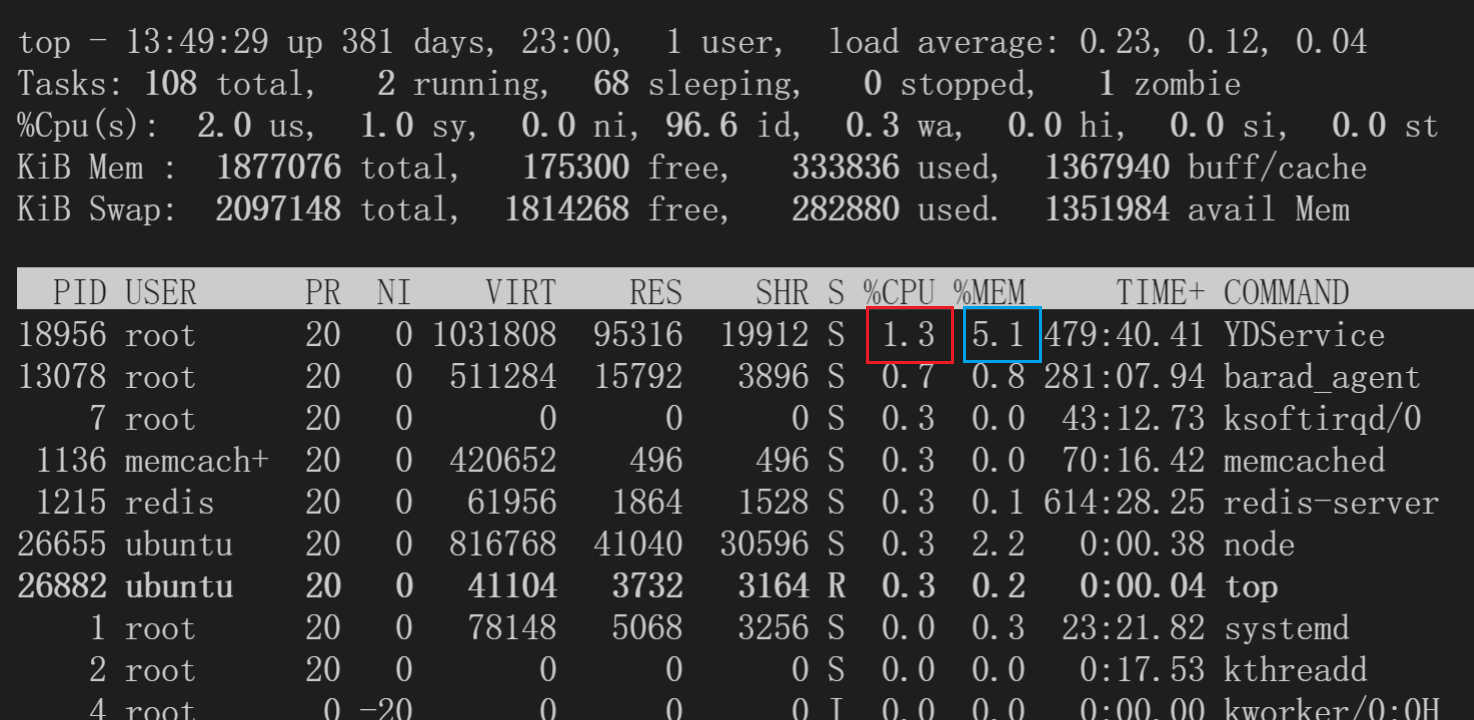 top - 13:49:29 up 381 days, 23:00,  1 user,  load average: 0.23, 0.12, 0.04
Tasks: 108 total,   2 running,  68 sleeping,   0 stopped,   1 zombie
%Cpu(s):  2.0 us,  1.0 sy,  0.0 ni, 96.6 id,  0.3 wa,  0.0 hi,  0.0 si,  0.0 st
KiB Mem :  1877076 total,   175300 free,   333836 used,  1367940 buff/cache
KiB Swap:  2097148 total,  1814268 free,   282880 used.  1351984 avail Mem
PID USER      PR  NI    VIRT    RES    SHR S %CPU %MEM     TIME+ COMMAND
18956 root      20   0 1031808  95316  19912 S  1.3  5.1 479:40.41 YDService
13078 root      20   0  511284  15792   3896 S  0.7  0.8 281:07.94 barad_agent
7 root      20   0       0      0      0 S  0.3  0.0  43:12.73 ksoftirqd/0
1136 memcach+  20   0  420652    496    496 S  0.3  0.0  70:16.42 memcached
1215 redis     20   0   61956   1864   1528 S  0.3  0.1 614:28.25 redis-server
26655 ubuntu    20   0  816768  41040  30596 S  0.3  2.2   0:00.38 node
26882 ubuntu    20   0   41104   3732   3164 R  0.3  0.2   0:00.04 top
1 root      20   0   78148   5068   3256 S  0.0  0.3  23:21.82 systemd
2 root      20   0       0      0      0 S  0.0  0.0   0:17.53 kthreadd
4 root       0 -20       0      0      0 I  0.0  0.0   0:00.00 kworker/0:0H